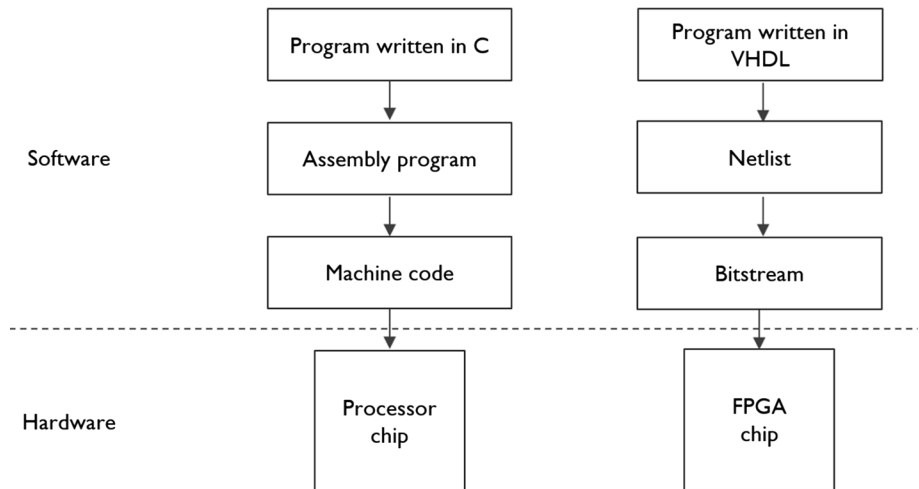 Program written in C
Program written in
VHDL
Software
Assembly program
Netlist
Machine code
Bitstream
Hardware
Processor
chip
FPGA
chip